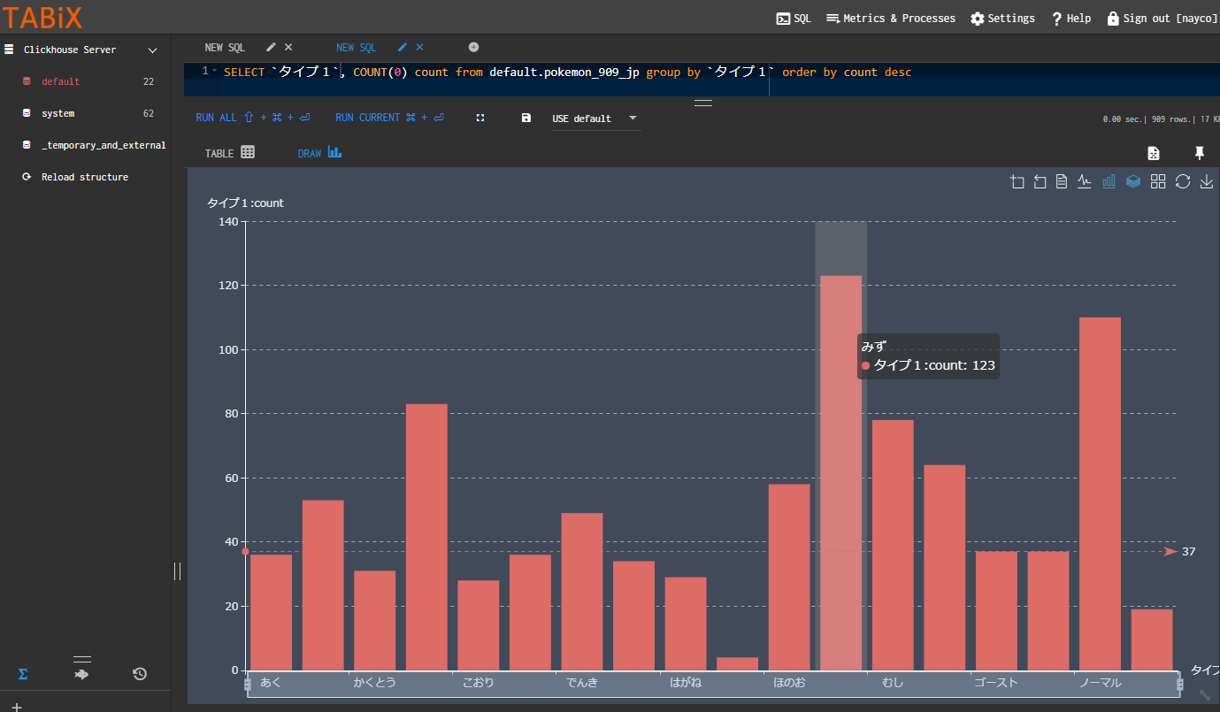 TABiX
SQL Metrics & Processes Settings Help Sign out [nayco]
Clickhouse Server
NEW SQL NEW SQL
default 22
system 62
_temporary_and_external
Reload structure
1 SELECT `タイプ１`, COUNT(0) count from default.pokemon_909_jp group by `タイプ１` order by count desc
RUN ALL ⇧ + ⌘ + ⏎ RUN CURRENT ⌘ + ⏎ USE default
0.00 sec.| 909 rows.| 17 KB
TABLE DRAW
タイプ１:count
140
120
100
80
60
40
20
0
みず
タイプ１:count: 123
37
あく かくとう こおり でんき はがね ほのお むし ゴースト ノーマル
タイプ